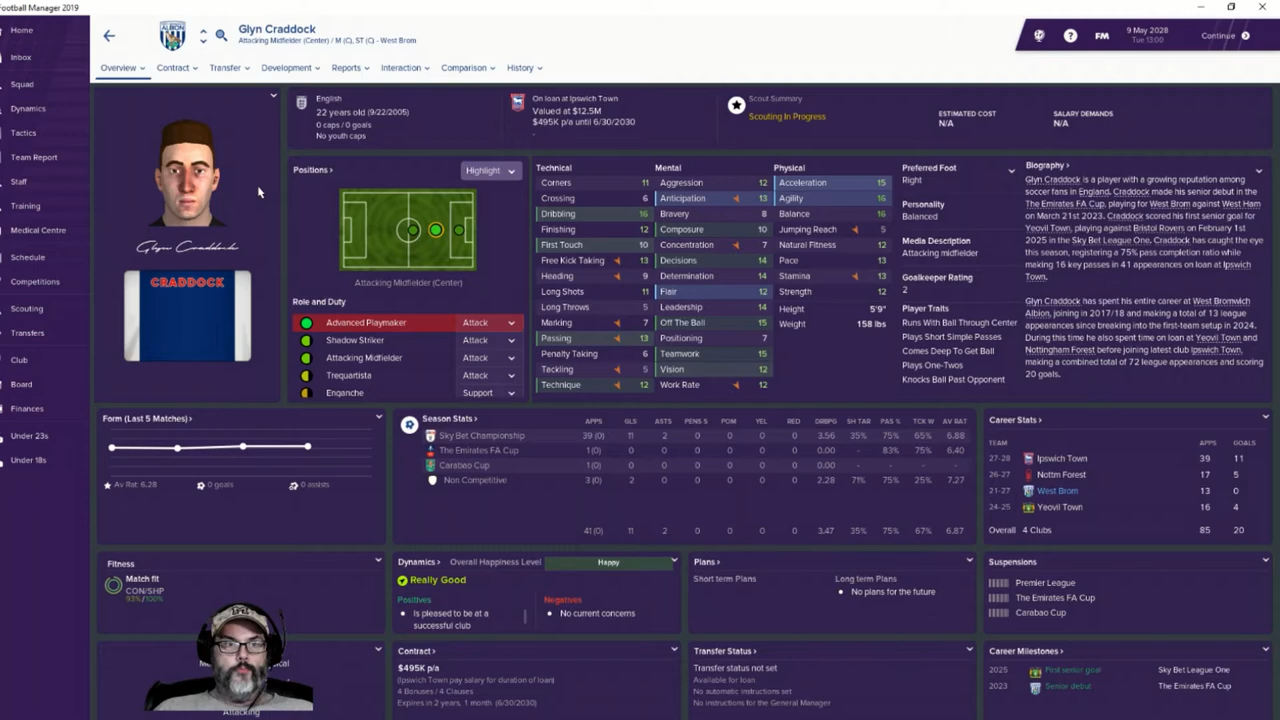 Football Manager 2019
Home
Inbox
Squad
Dynamics
Tactics
Team Report
Staff
Training
Medical Centre
Schedule
Competitions
Scouting
Transfers
Club
Board
Finances
Under 23s
Under 18s
Glyn Craddock
Attacking Midfielder (Center) / M (C), ST (C) - West Brom
FM
9 May 2028
Tue 13:00
Continue
Overview
Contract
Transfer
Development
Reports
Interaction
Comparison
History
Glyn Craddock
CRADDOCK
English
22 years old (9/22/2005)
0 caps / 0 goals
No youth caps
On loan at Ipswich Town
Valued at $12.5M
$495K p/a until 6/30/2030
-
Scout Summary
Scouting In Progress
ESTIMATED COST
N/A
SALARY DEMANDS
N/A
Positions
Highlight
Attacking Midfielder (Center)
Role and Duty
Advanced Playmaker Attack
Shadow Striker Attack
Attacking Midfielder Attack
Trequartista Attack
Enganche Support
Technical
Corners 11
Crossing 6
Dribbling 16
Finishing 12
First Touch 10
Free Kick Taking 13
Heading 9
Long Shots 11
Long Throws 5
Marking 7
Passing 13
Penalty Taking 6
Tackling 5
Technique 12
Mental
Aggression 12
Anticipation 13
Bravery 8
Composure 10
Concentration 7
Decisions 14
Determination 14
Flair 12
Leadership 14
Off The Ball 15
Positioning 7
Teamwork 15
Vision 12
Work Rate 12
Physical
Acceleration 15
Agility 16
Balance 16
Jumping Reach 5
Natural Fitness 12
Pace 13
Stamina 13
Strength 12
Height 5'9"
Weight 158 lbs
Preferred Foot
Right
Personality
Balanced
Media Description
Attacking midfielder
Goalkeeper Rating
2
Player Traits
Runs With Ball Through Center
Plays Short Simple Passes
Comes Deep To Get Ball
Plays One-Twos
Knocks Ball Past Opponent
Biography
Glyn Craddock is a player with a growing reputation among
soccer fans in England. Craddock made his senior debut in the
The Emirates FA Cup, playing for West Brom against West Ham
on March 21st 2023. Craddock scored his first senior goal for
Yeovil Town, playing against Bristol Rovers on February 1st
2025 in the Sky Bet League One. Craddock has caught the eye
this season, registering a 75% pass completion ratio while
making 16 key passes in 41 appearances on loan at Ipswich
Town.
Glyn Craddock has spent his entire career at West Bromwich
Albion, joining in 2017/18 and making a total of 13 league
appearances since breaking into the first-team setup in 2024.
During this time he also spent time on loan at Yeovil Town and
Nottingham Forest before joining latest club Ipswich Town,
making a combined total of 72 league appearances and scoring
20 goals.
Form (Last 5 Matches)
Av Rat: 6.28
0 goals
0 assists
Season Stats
APPS GLS ASTS PENS S POM YEL RED DRBPG SH TAR PAS % TCK W AV RAT
Sky Bet Championship 39 (0) 11 2 0 0 0 0 3.56 35% 75% 65% 6.88
The Emirates FA Cup 1(0) 0 0 0 0 0 0 0.00 - 83% 75% 6.40
Carabao Cup 1(0) 0 0 0 0 0 0 0.00 -
Non Competitive 3 (0) 2 0 0 0 0 0 2.28 71% 75% 25% 7.27
41 (0) 11 2 0 0 0 0 3.47 35% 75% 67% 6.87
Career Stats
TEAM APPS GOALS
27-28 Ipswich Town 39 11
26-27 Nottm Forest 17 5
21-27 West Brom 13 0
24-25 Yeovil Town 16 4
Overall 4 Clubs 85 20
Fitness
Match fit
CON/SHP
93%/100%
Dynamics
Overall Happiness Level
Happy
Really Good
Positives
Is pleased to be at a
successful club
Negatives
No current concerns
Plans
Short term Plans
Long term Plans
No plans for the future
Suspensions
Premier League
The Emirates FA Cup
Carabao Cup
Attacking
Contract
$495K p/a
(Ipswich Town pay salary for duration of loan)
4 Bonuses / 4 Clauses
Expires in 2 years, 1 month (6/30/2030)
Transfer Status
Transfer status not set
Available for loan
No automatic instructions set
No instructions for the General Manager
Career Milestones
2025 First senior goal Sky Bet League One
2023 Senior debut The Emirates FA Cup